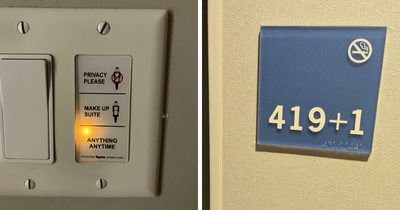 PRIVACY
PLEASE
MAKE UP
SUITE
ANYTHING
ANYTIME
419+1